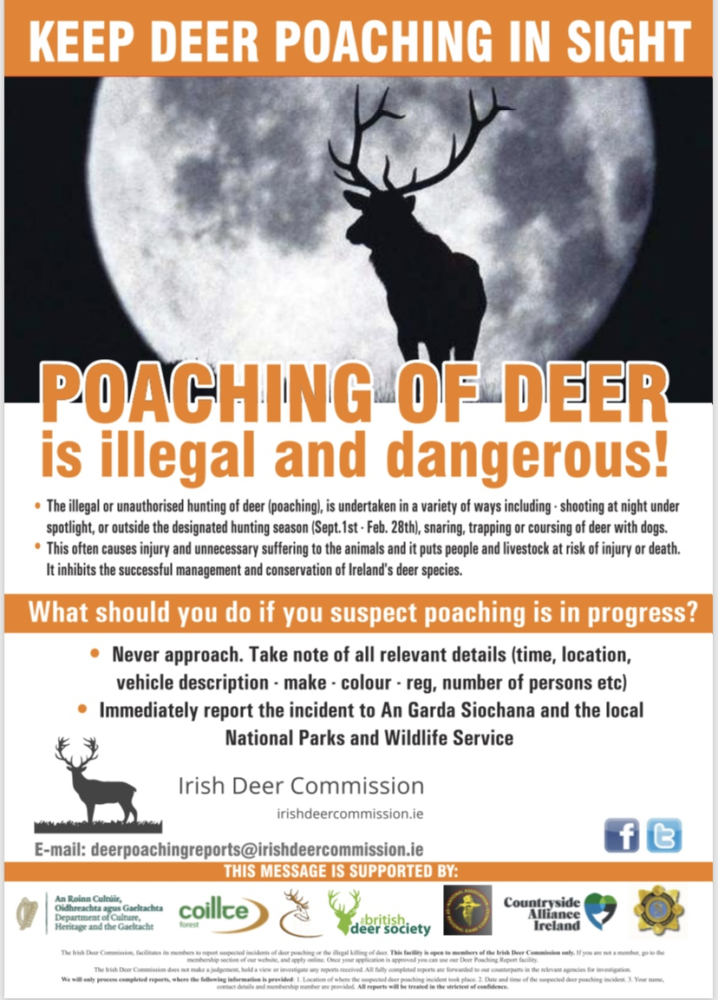 KEEP DEER POACHING IN SIGHT
POACHING OF DEER
is illegal and dangerous!
• The illegal or unauthorised hunting of deer (poaching), is undertaken in a variety of ways including - shooting at night under
spotlight, or outside the designated hunting season (Sept.1st - Feb. 28th), snaring, trapping or coursing of deer with dogs.
• This often causes injury and unnecessary suffering to the animals and it puts people and livestock at risk of injury or death.
It inhibits the successful management and conservation of Ireland's deer species.
What should you do if you suspect poaching is in progress?
• Never approach. Take note of all relevant details (time, location,
vehicle description - make - colour - reg, number of persons etc)
• Immediately report the incident to An Garda Siochana and the local
National Parks and Wildlife Service
Irish Deer Commission
irishdeercommission.ie
E-mail: deerpoachingreports@irishdeercommission.ie
THIS MESSAGE IS SUPPORTED BY:
An Roinn Cultúir,
Oidhreachta agus Gaeltachta
Department of Culture,
Heritage and the Gaeltacht
coillte
forest
the british
deer society
Countryside
Alliance
Ireland
The Irish Deer Commission, facilitates its members to report suspected incidents of deer poaching or the illegal killing of deer. This facility is open to members of the Irish Deer Commission only. If you are not a member, go to the
membership section of our website, and apply online. Once your application is approved you can use our Deer Poaching Report facility.
The Irish Deer Commission does not make a judgement, hold a view or investigate any reports received. All fully completed reports are forwarded to our counterparts in the relevant agencies for investigation.
We will only process completed reports, where the following information is provided: 1. Location of where the suspected deer poaching incident took place. 2. Date and time of the suspected deer poaching incident. 3. Your name,
contact details and membership number are provided. All reports will be treated in the strictest of confidence.